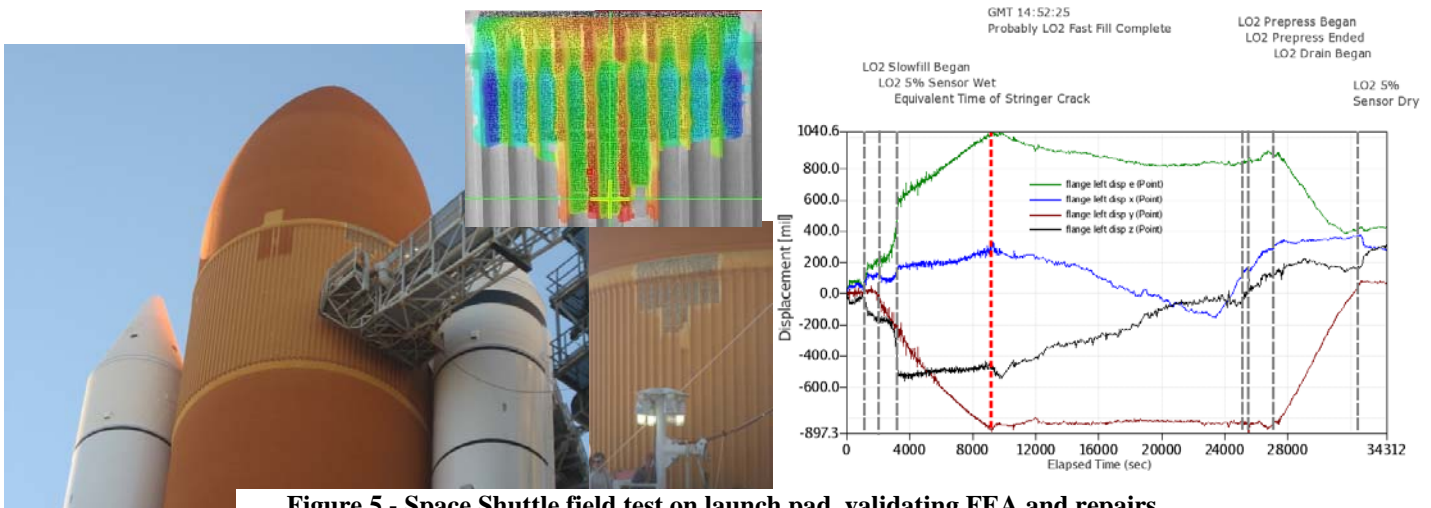 GMT 14:52:25
Probably LO2 Fast Fill Complete
LO2 Prepress Began
LO2 Prepress Ended
LO2 Drain Began
LO2 Slowfill Began
LO2 5% Sensor Wet
Equivalent Time of Stringer Crack
LO2 5%
Sensor Dry
1040.6
800.0
600.0
400.0
200.0
0.0
-200.0
-400.0
-600.0
-897.3
Displacement [mil]
flange left disp e (Point)
flange left disp x (Point)
flange left disp y (Point)
flange left disp z (Point)
0 4000 8000 12000 16000 20000 24000 28000 34312
Elapsed Time (sec)
Figure 5 - Space Shuttle field test on launch pad, validating FEA and repairs